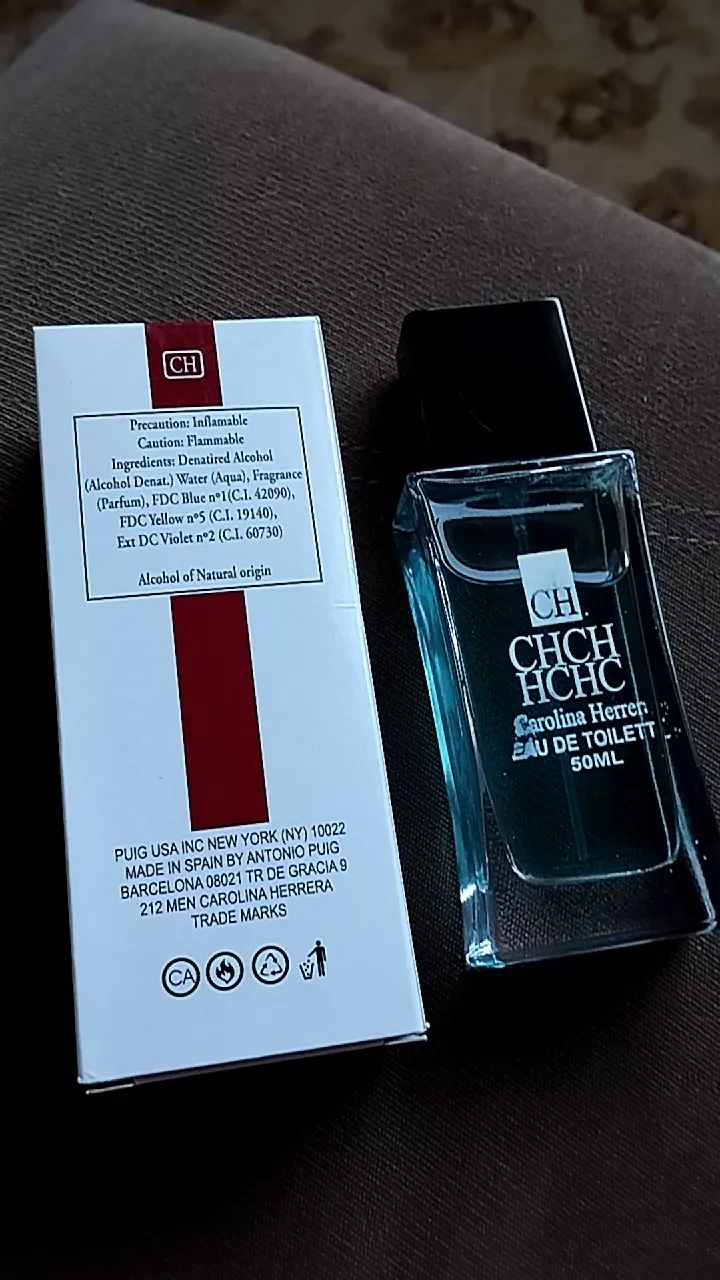 CH
Precaution: Inflamable
Caution: Flammable
Ingredients: Denatired Alcohol
(Alcohol Denat.) Water (Aqua), Fragrance
(Parfum), FDC Blue nº1(C.I. 42090),
FDC Yellow nº5 (C.I. 19140),
Ext DC Violet nº2 (C.I. 60730)
Alcohol of Natural origin
PUIG USA INC NEW YORK (NY) 10022
MADE IN SPAIN BY ANTONIO PUIG
BARCELONA 08021 TR DE GRACIA 9
212 MEN CAROLINA HERRERA
TRADE MARKS
CA
CH.
CHCH
HCHC
Carolina Herrer
EAU DE TOILETT
50ML